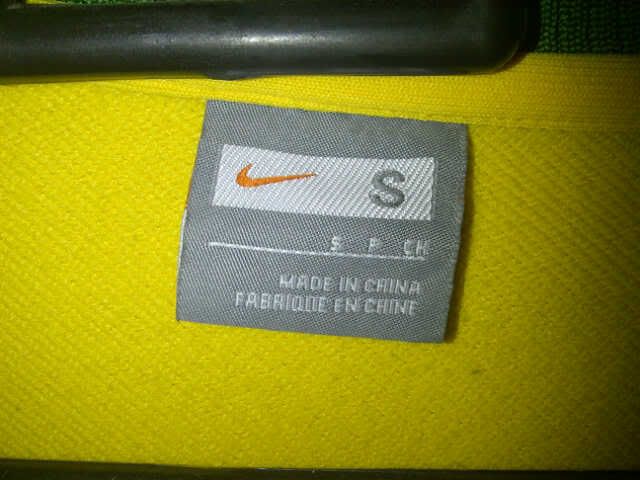 S
S P CH
MADE IN CHINA
FABRIQUE EN CHINE